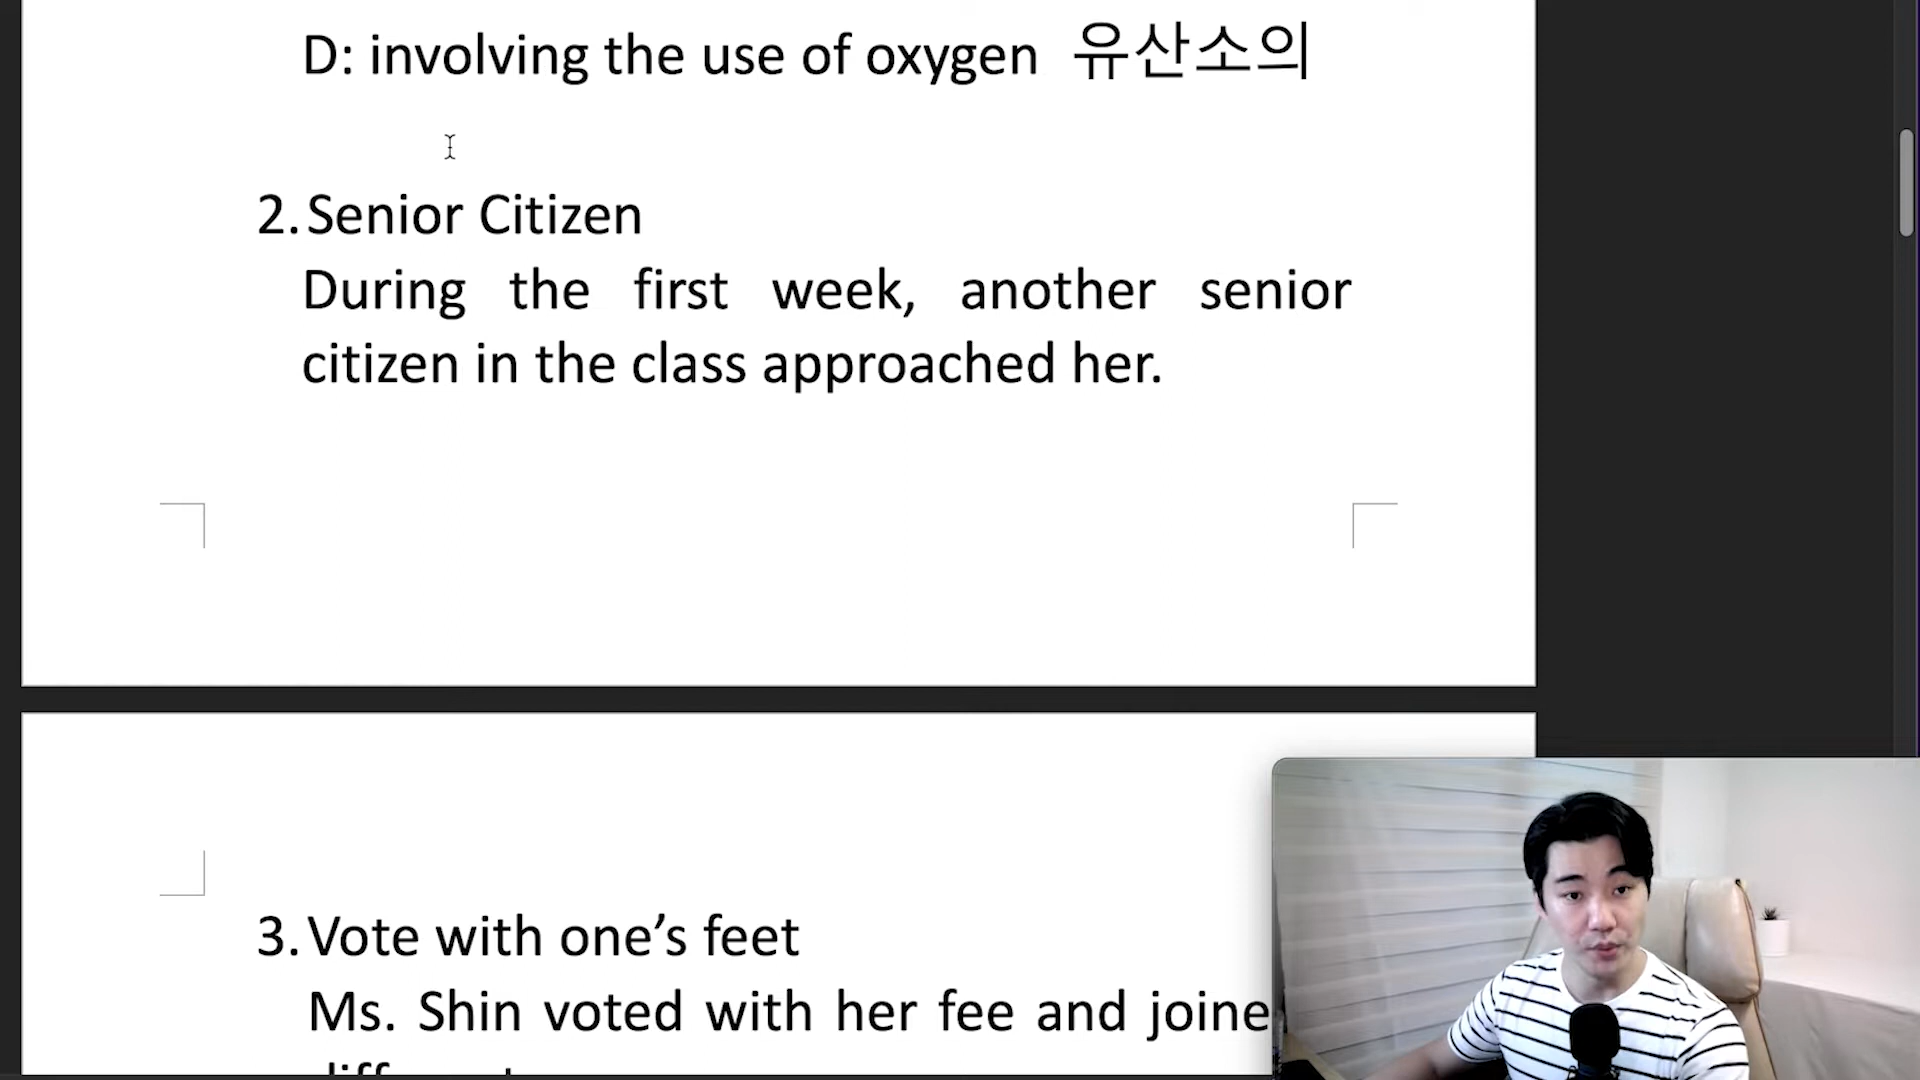 D: involving the use of oxygen 유산소의
2. Senior Citizen
During the first week, another senior
citizen in the class approached her.
3. Vote with one’s feet
Ms. Shin voted with her fee and joine